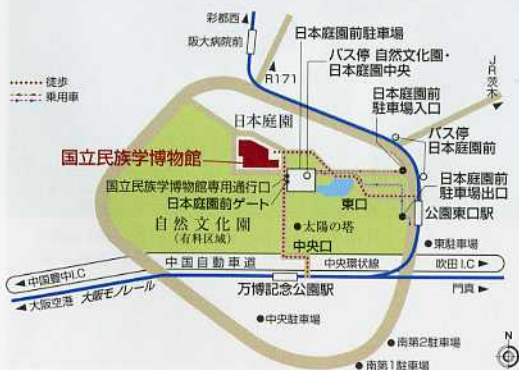 彩都西
阪大病院前
日本庭園前駐車場
バス停 自然文化園・
日本庭園中央
R171
JR茨木
徒歩
乗用車
日本庭園前
駐車場入口
日本庭園
バス停
日本庭園前
国立民族学博物館
国立民族学博物館専用通行口
日本庭園前ゲート
東口
日本庭園前
駐車場出口
公園東口駅
自然文化園
(有料区域)
太陽の塔
中央口
東駐車場
中国自動車道
中央環状線
吹田I.C
中国豊中I.C
大阪空港
大阪モノレール
万博記念公園駅
門真
中央駐車場
南第2駐車場
南第1駐車場
N